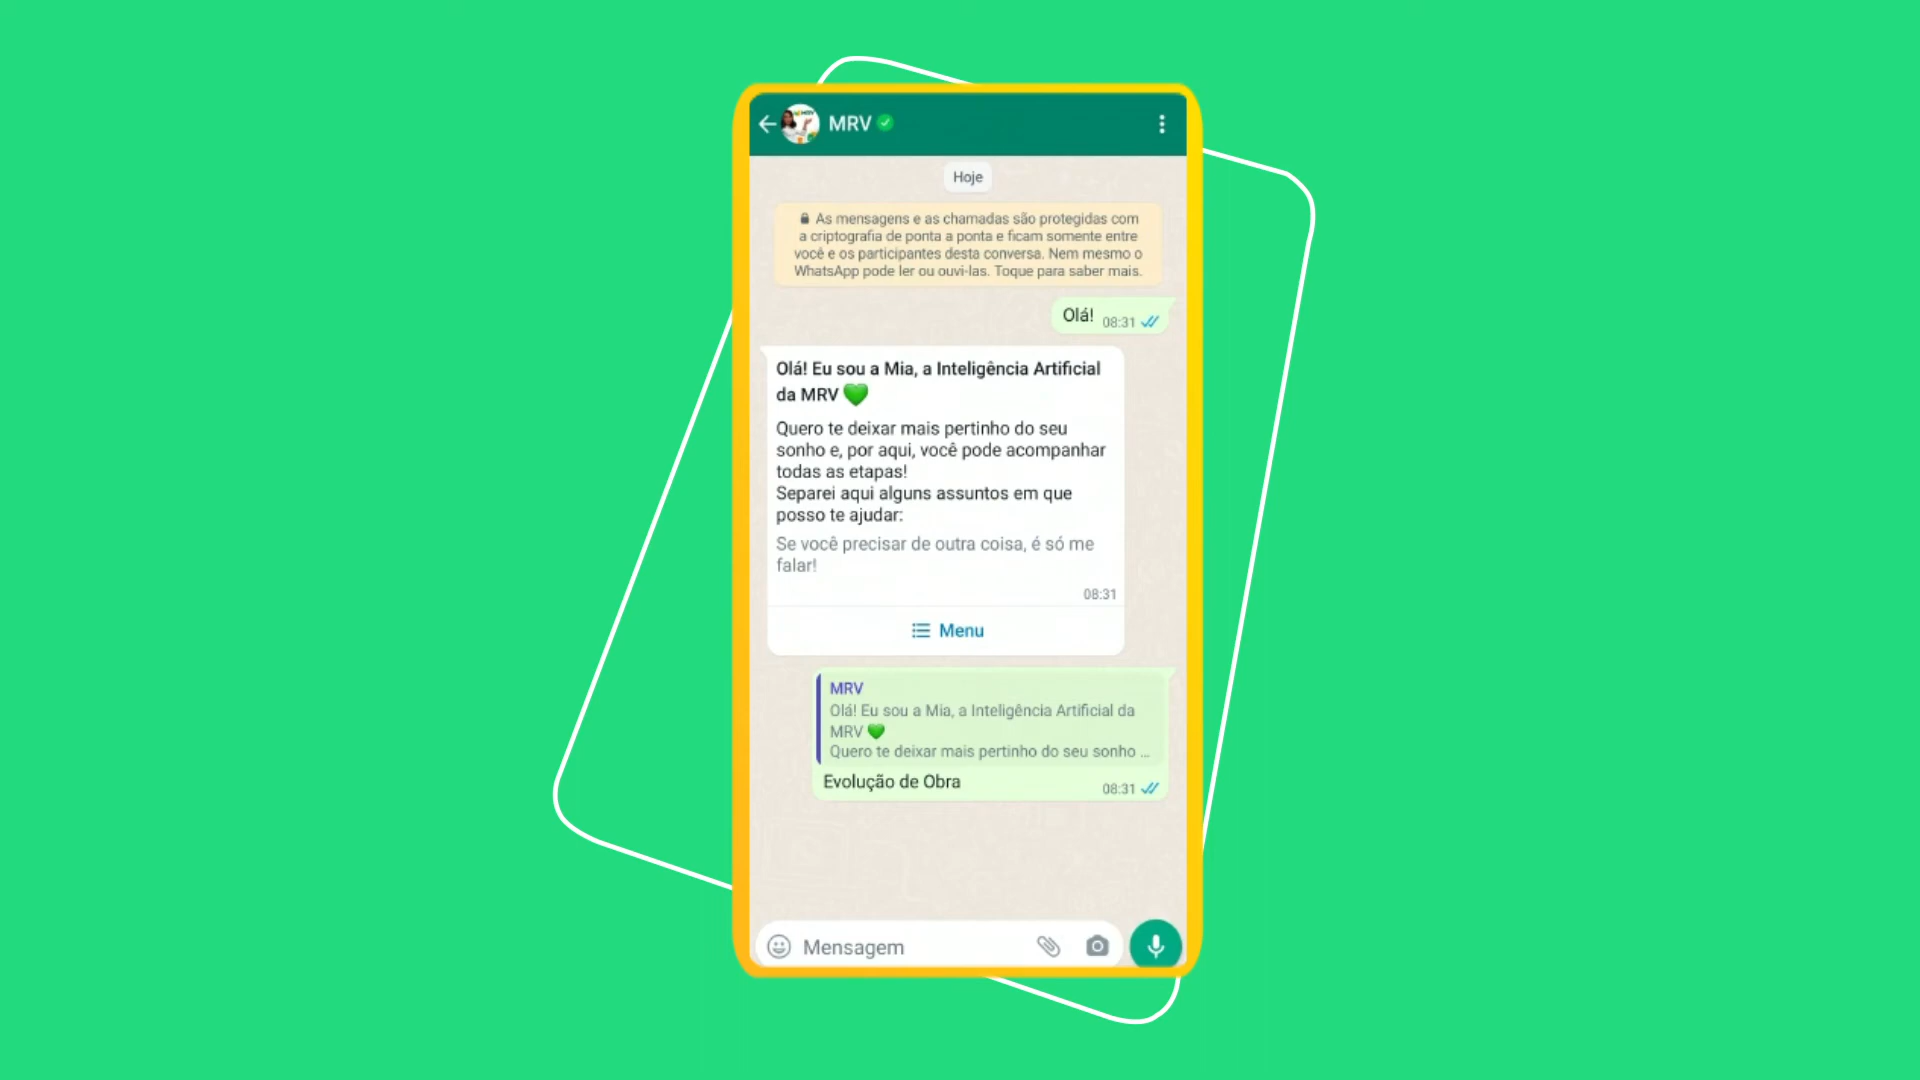 MRV
Hoje
As mensagens e as chamadas são protegidas com
a criptografia de ponta a ponta e ficam somente entre
você e os participantes desta conversa. Nem mesmo o
WhatsApp pode ler ou ouvi-las. Toque para saber mais.
Olá! 08:31
Olá! Eu sou a Mia, a Inteligência Artificial
da MRV 💚
Quero te deixar mais pertinho do seu
sonho e, por aqui, você pode acompanhar
todas as etapas!
Separei aqui alguns assuntos em que
posso te ajudar:
Se você precisar de outra coisa, é só me
falar!
08:31
Menu
MRV
Olá! Eu sou a Mia, a Inteligência Artificial da
MRV 💚
Quero te deixar mais pertinho do seu sonho ...
Evolução de Obra 08:31
Mensagem